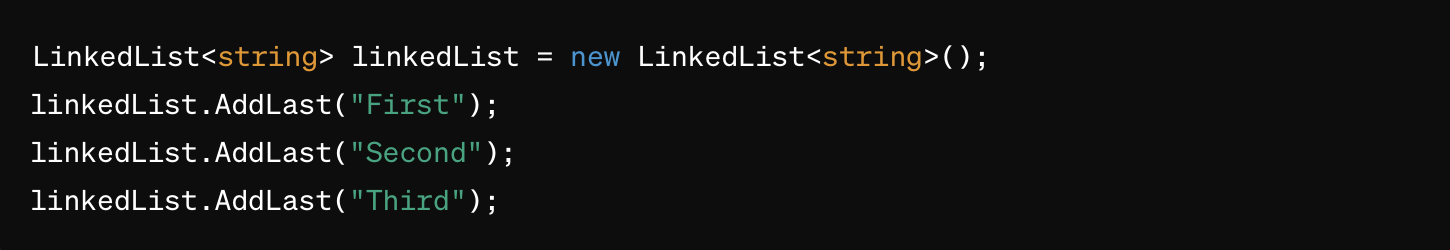 LinkedList<string> linkedList = new LinkedList<string>();
linkedList.AddLast("First");
linkedList.AddLast("Second");
linkedList.AddLast("Third");